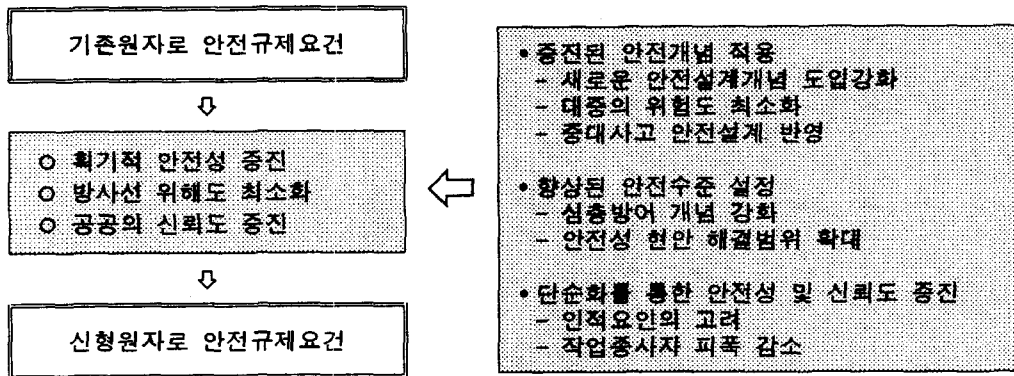 기존원자로 안전규제요건
○ 획기적 안전성 증진
○ 방사선 위해도 최소화
○ 공공의 신뢰도 증진
신형원자로 안전규제요건
• 증진된 안전개념 적용
- 새로운 안전설계개념 도입강화
- 대중의 위험도 최소화
- 중대사고 안전설계 반영
• 향상된 안전수준 설정
- 심층방어 개념 강화
- 안전성 현안 해결범위 확대
• 단순화를 통한 안전성 및 신뢰도 증진
- 인적요인의 고려
- 작업종사자 피폭 감소